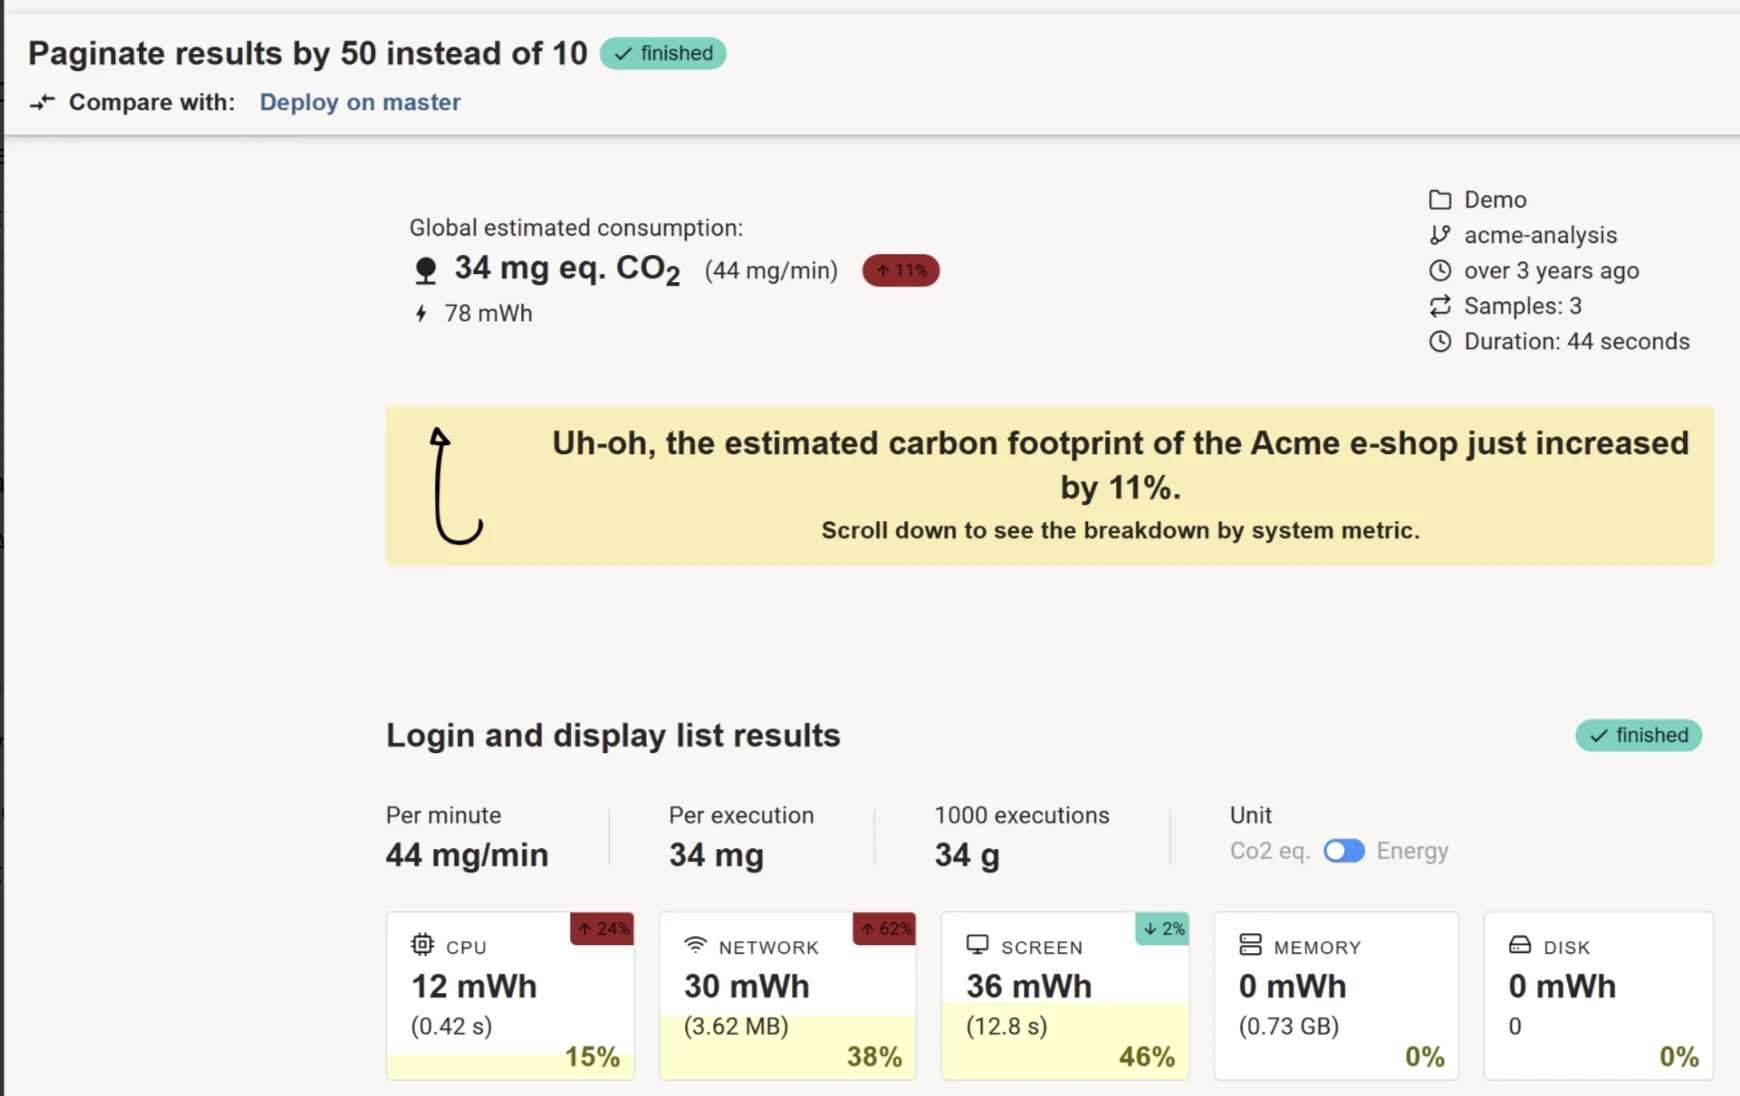 Paginate results by 50 instead of 10 finished
Compare with: Deploy on master
Demo
acme-analysis
over 3 years ago
Samples: 3
Duration: 44 seconds
Global estimated consumption:
34 mg eq. CO2 (44 mg/min) ↑ 11%
78 mWh
Uh-oh, the estimated carbon footprint of the Acme e-shop just increased
by 11%.
Scroll down to see the breakdown by system metric.
Login and display list results finished
Per minute Per execution 1000 executions Unit
44 mg/min 34 mg 34 g Co2 eq. Energy
CPU ↑ 24%
12 mWh
(0.42 s)
15%
NETWORK ↑ 62%
30 mWh
(3.62 MB)
38%
SCREEN ↓ 2%
36 mWh
(12.8 s)
46%
MEMORY
0 mWh
(0.73 GB)
0%
DISK
0 mWh
0
0%